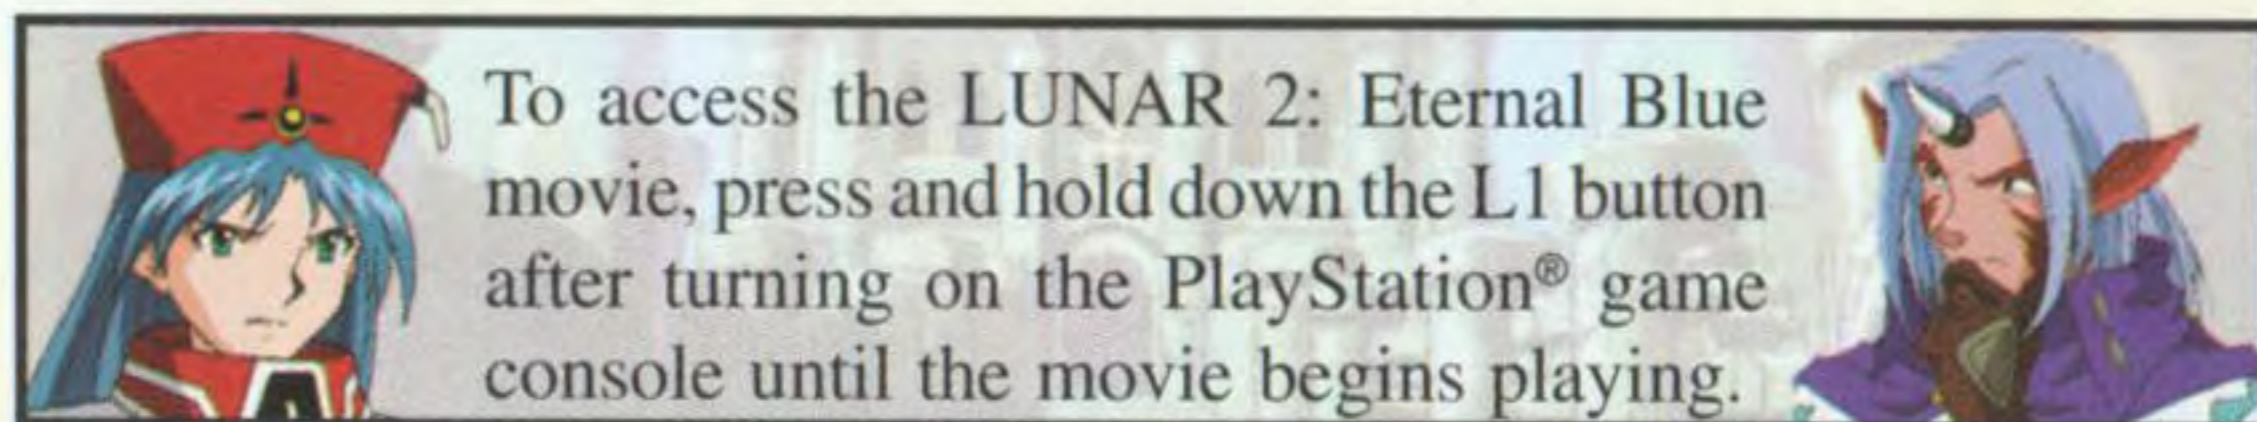 To access the LUNAR 2: Eternal Blue
movie, press and hold down the L1 button
after turning on the PlayStation® game
console until the movie begins playing.